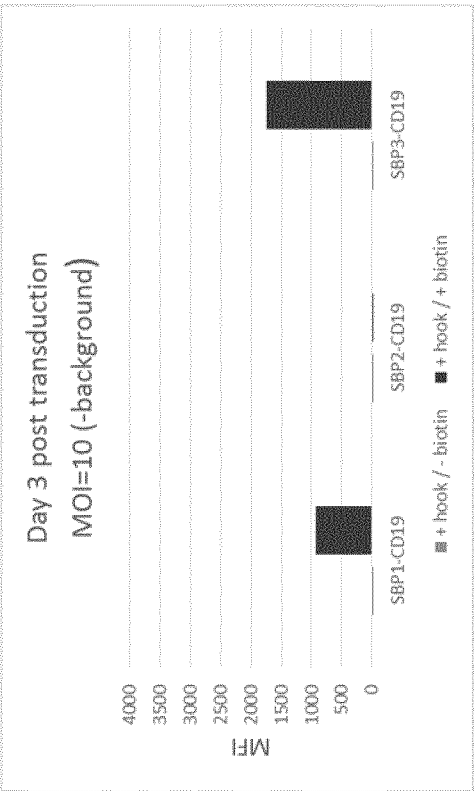 Day 3 post transduction
MOI=10 (-background)
4000
3500
3000
2500
2000
1500
1000
500
0
MFI
SBP1-CD19 SBP2-CD19 SBP3-CD19
+ hook / - biotin + hook / + biotin